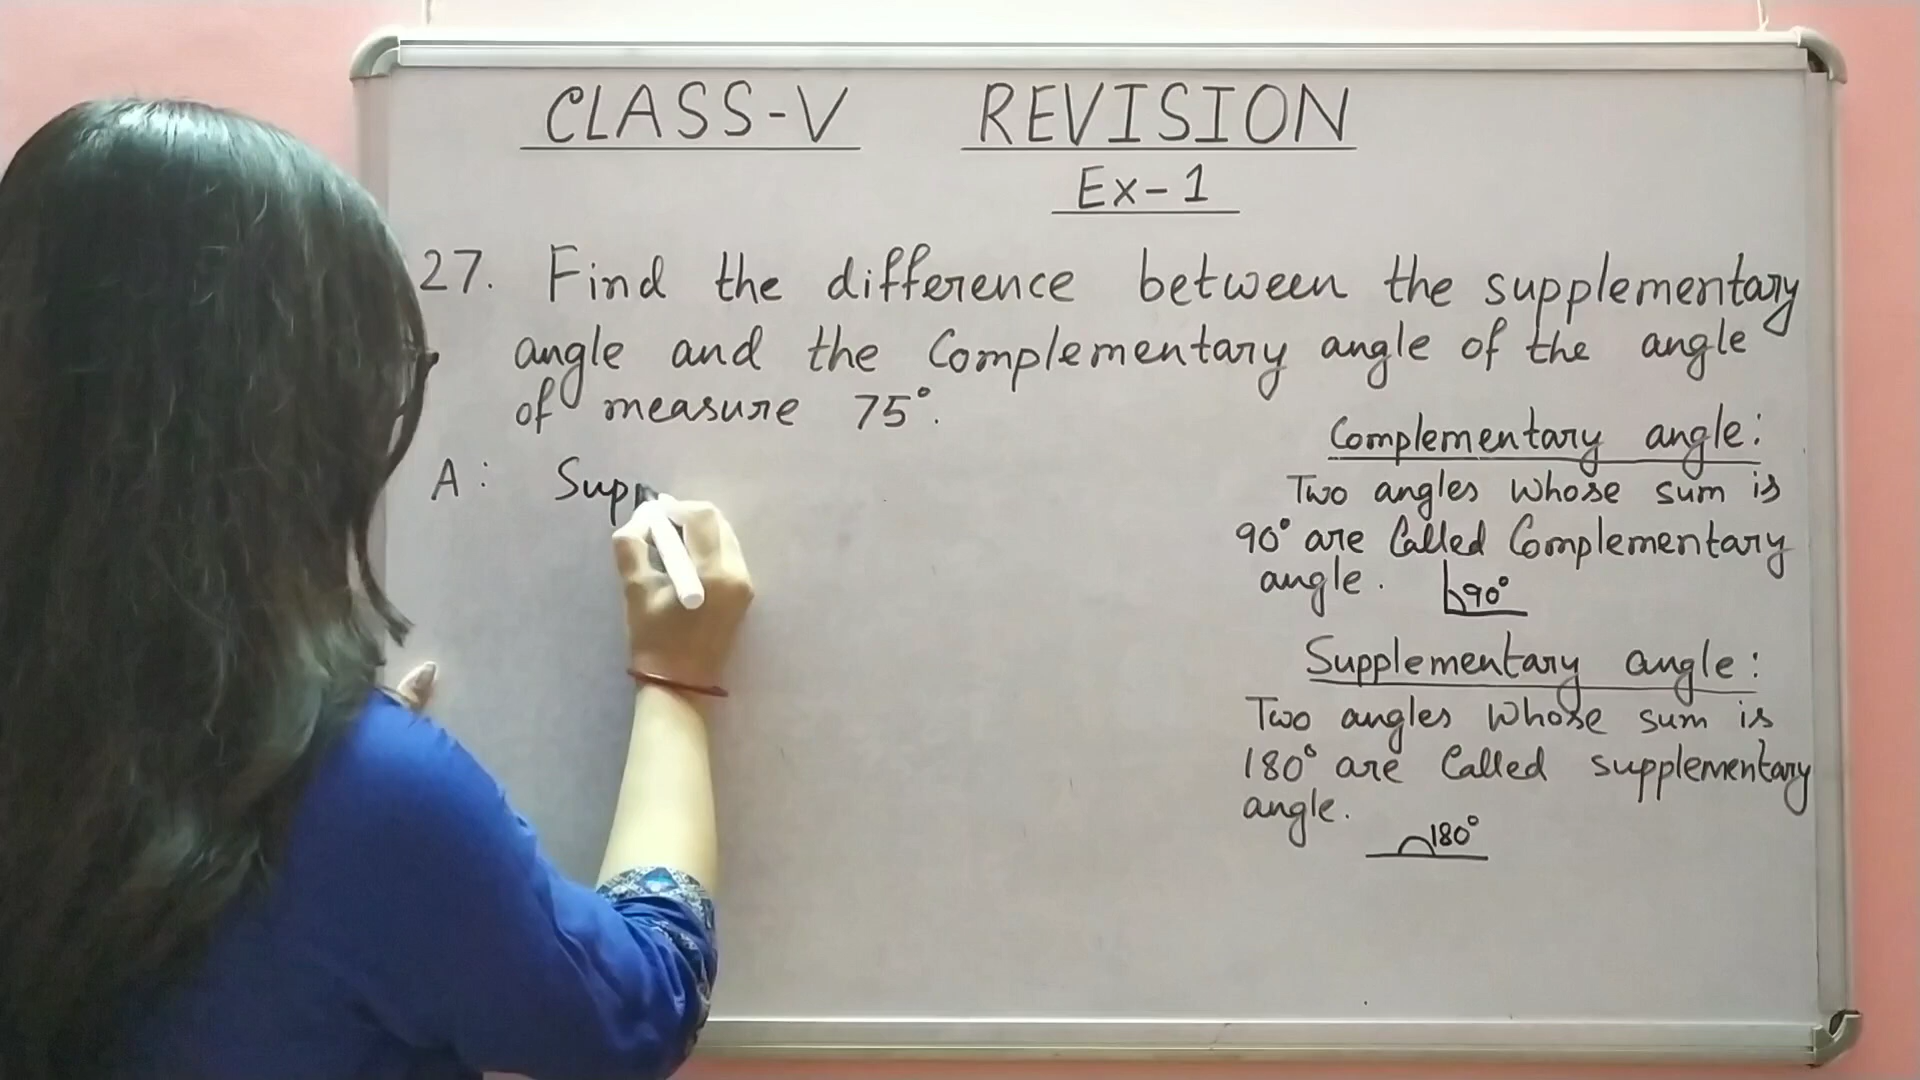 CLASS-V REVISION
Ex-1
27. Find the difference between the supplementary
angle and the Complementary angle of the angle
of measure 75°.
A: Supp
Complementary angle:
Two angles whose sum is
90° are Called Complementary
angle.
90°
Supplementary angle:
Two angles whose sum is
180° are Called supplementary
angle.
180°